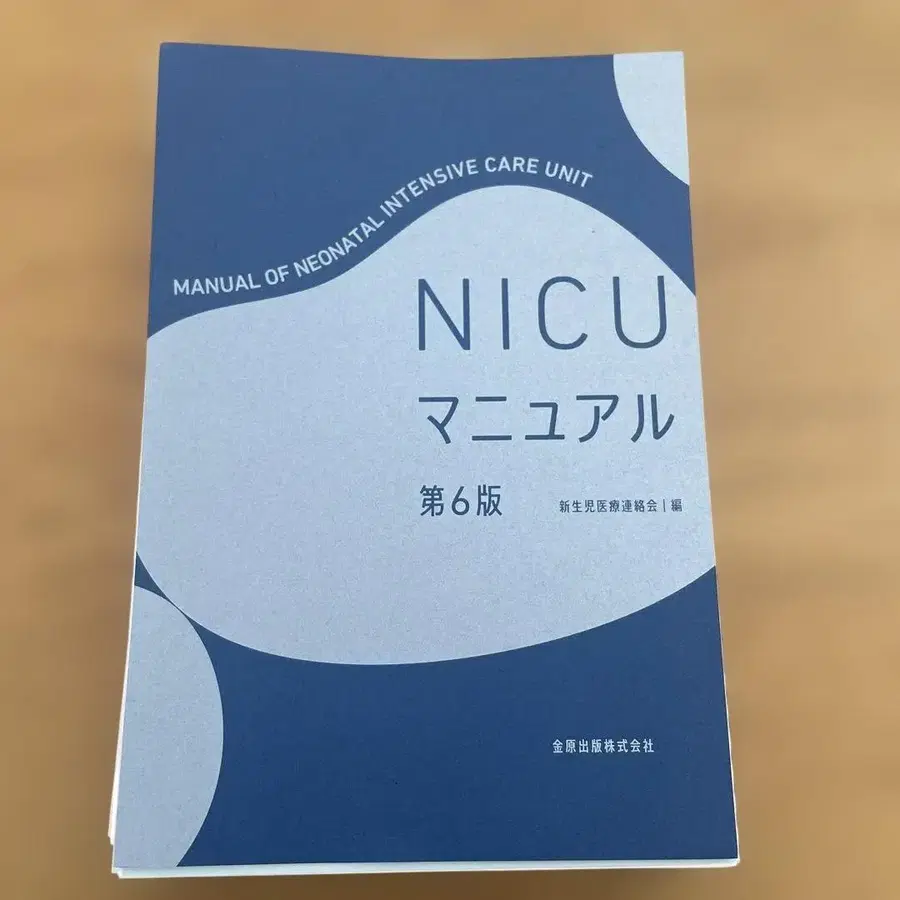 MANUAL OF NEONATAL INTENSIVE CARE UNIT
NICU
マニュアル
第6版
新生児医療連絡会|編
金原出版株式会社